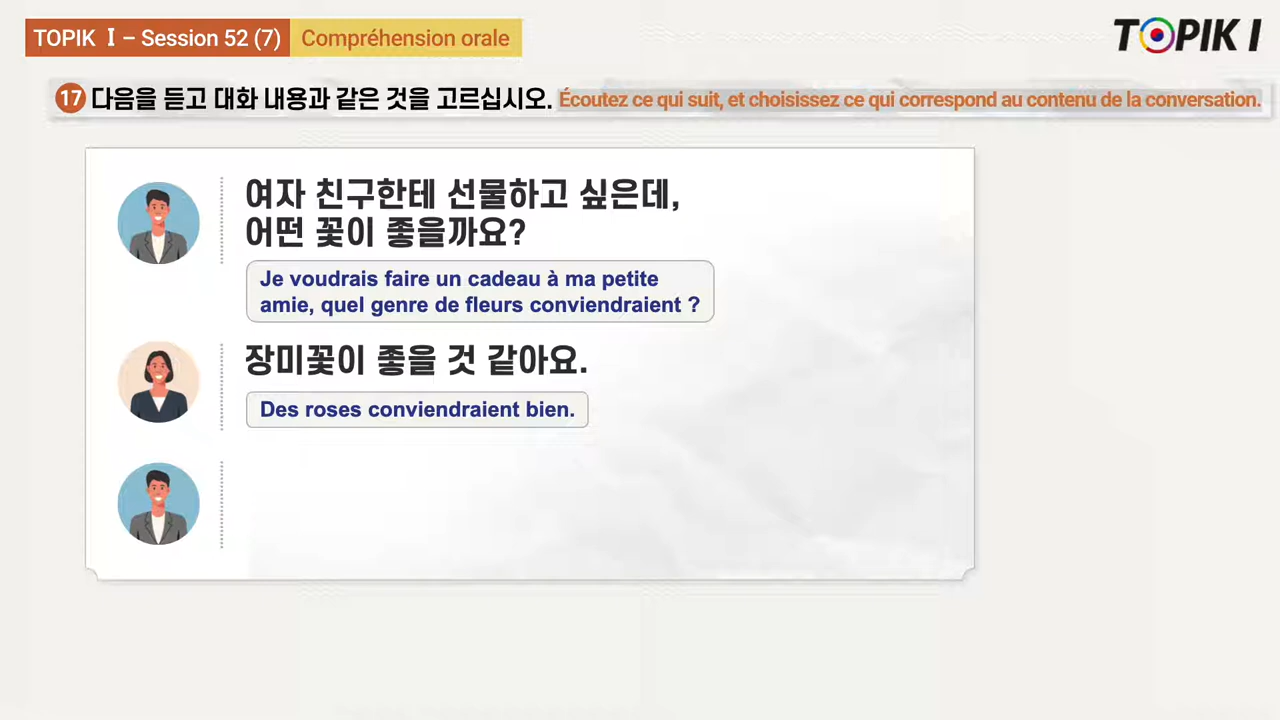 TOPIK Ⅰ – Session 52 (7) Compréhension orale
TOPIK I
17 다음을 듣고 대화 내용과 같은 것을 고르십시오. Écoutez ce qui suit, et choisissez ce qui correspond au contenu de la conversation.
여자 친구한테 선물하고 싶은데,
어떤 꽃이 좋을까요?
Je voudrais faire un cadeau à ma petite
amie, quel genre de fleurs conviendraient ?
장미꽃이 좋을 것 같아요.
Des roses conviendraient bien.